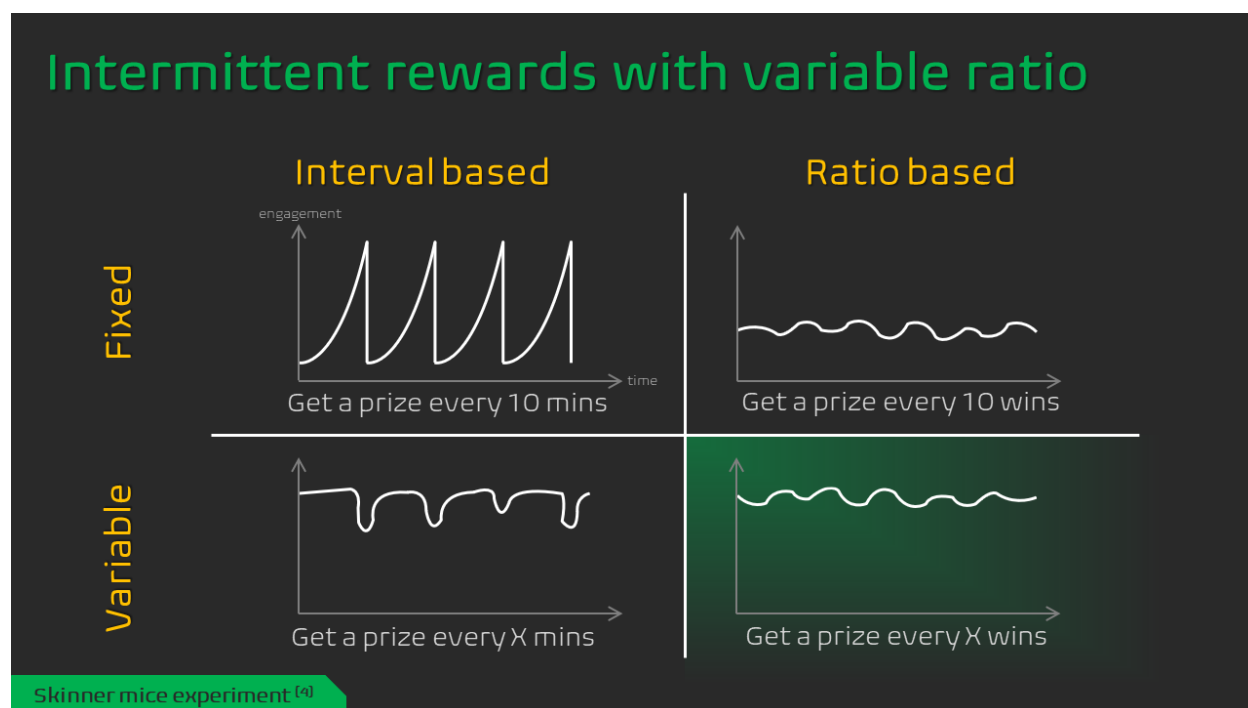 Intermittent rewards with variable ratio
Interval based
Ratio based
Fixed
engagement
time
Get a prize every 10 mins
Get a prize every 10 wins
Variable
Get a prize every X mins
Get a prize every X wins
Skinner mice experiment [4]